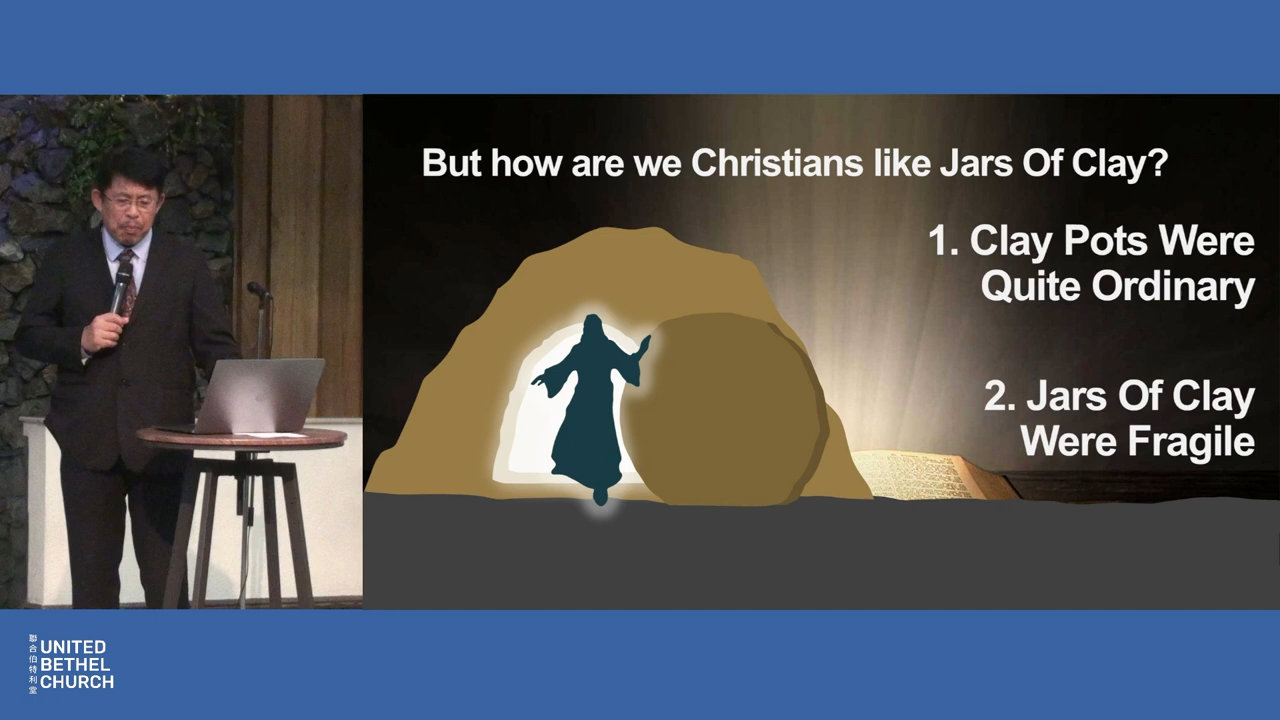 But how are we Christians like Jars Of Clay?
1. Clay Pots Were
Quite Ordinary
2. Jars Of Clay
Were Fragile
聯合伯特利堂
UNITED
BETHEL
CHURCH